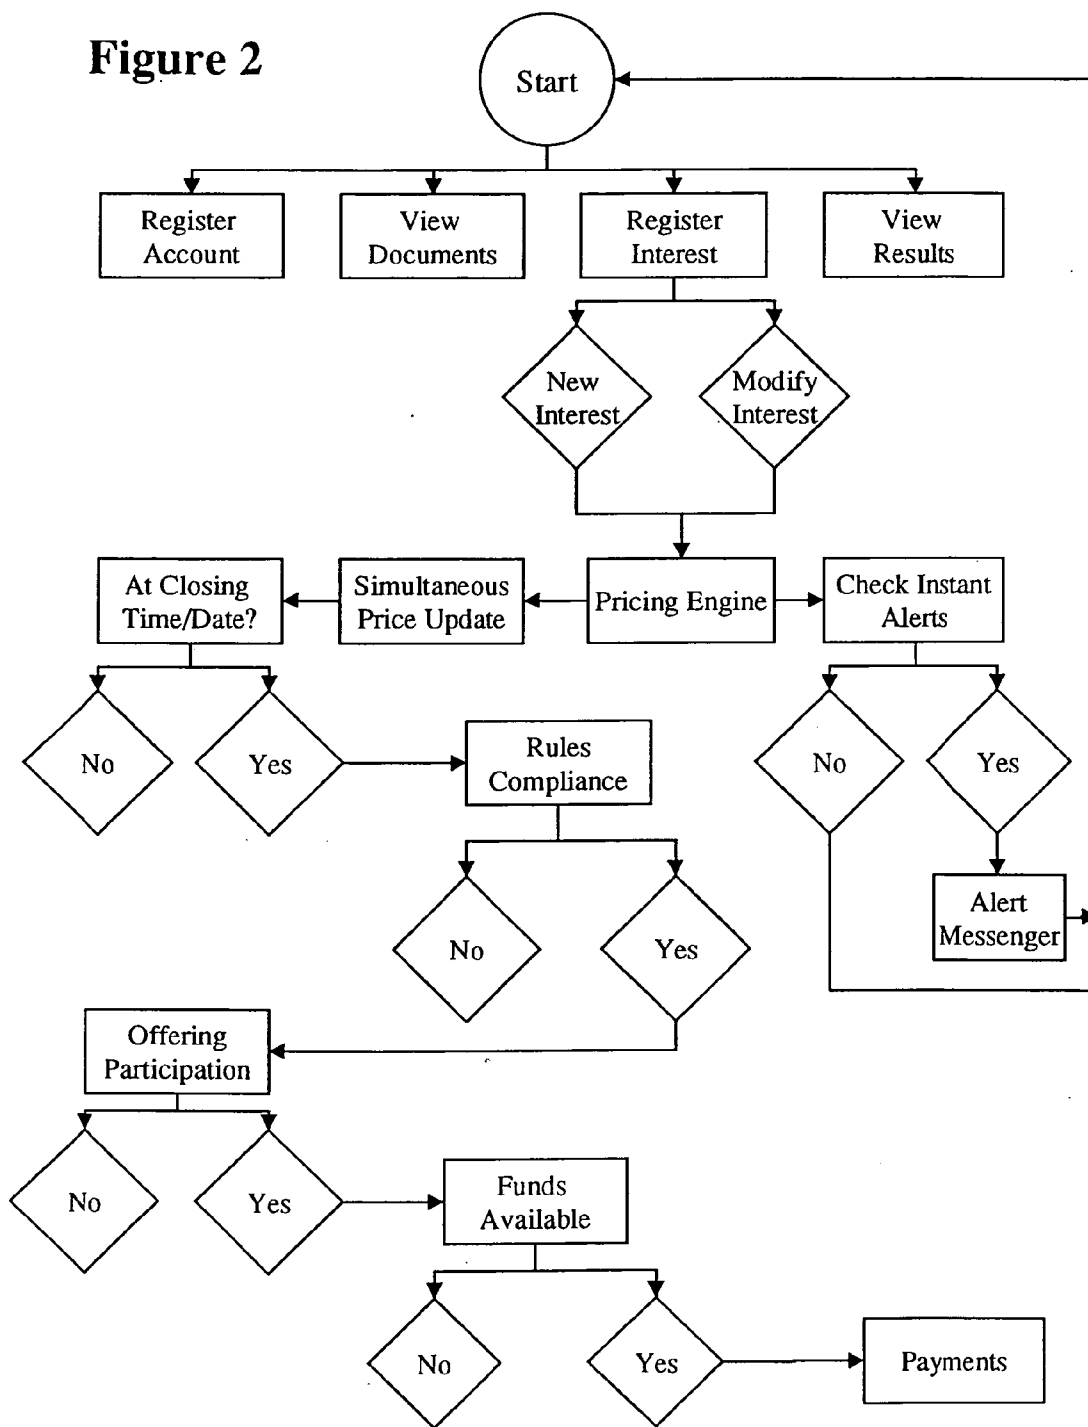 Figure 2
Start
Register
Account
View
Documents
Register
Interest
View
Results
New
Interest
Modify
Interest
At Closing
Time/Date?
Simultaneous
Price Update
Pricing Engine
Check Instant
Alerts
No
Yes
Rules
Compliance
No
Yes
No
Yes
Alert
Messenger
Offering
Participation
No
Yes
Funds
Available
No
Yes
Payments